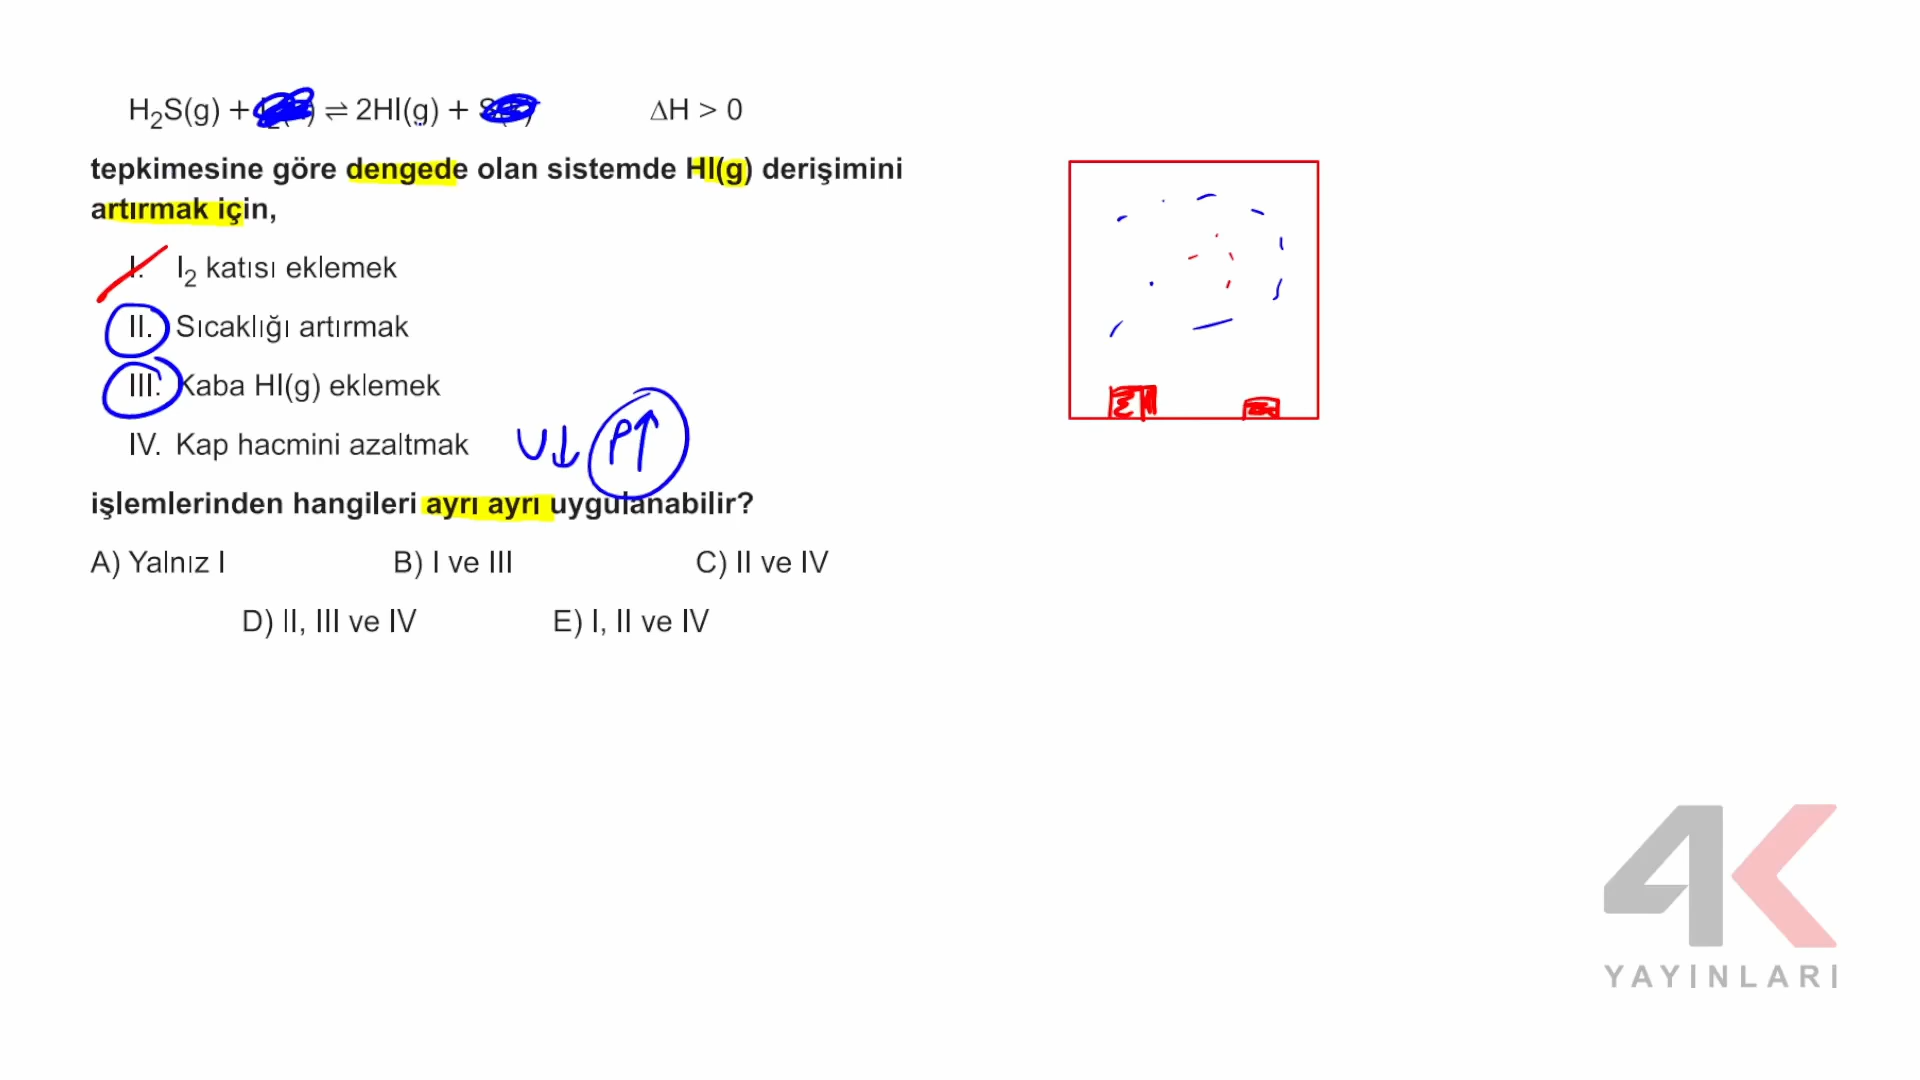 H₂S(g) + ⇌ 2HI(g) + ΔH > 0
tepkimesine göre dengede olan sistemde HI(g) derişimini
artırmak için,
I. I₂ katısı eklemek
II. Sıcaklığı artırmak
III. Kaba HI(g) eklemek
IV. Kap hacmini azaltmak V↓ P↑
işlemlerinden hangileri ayrı ayrı uygulanabilir?
A) Yalnız I B) I ve III C) II ve IV
D) II, III ve IV E) I, II ve IV
4K
YAYINLARI